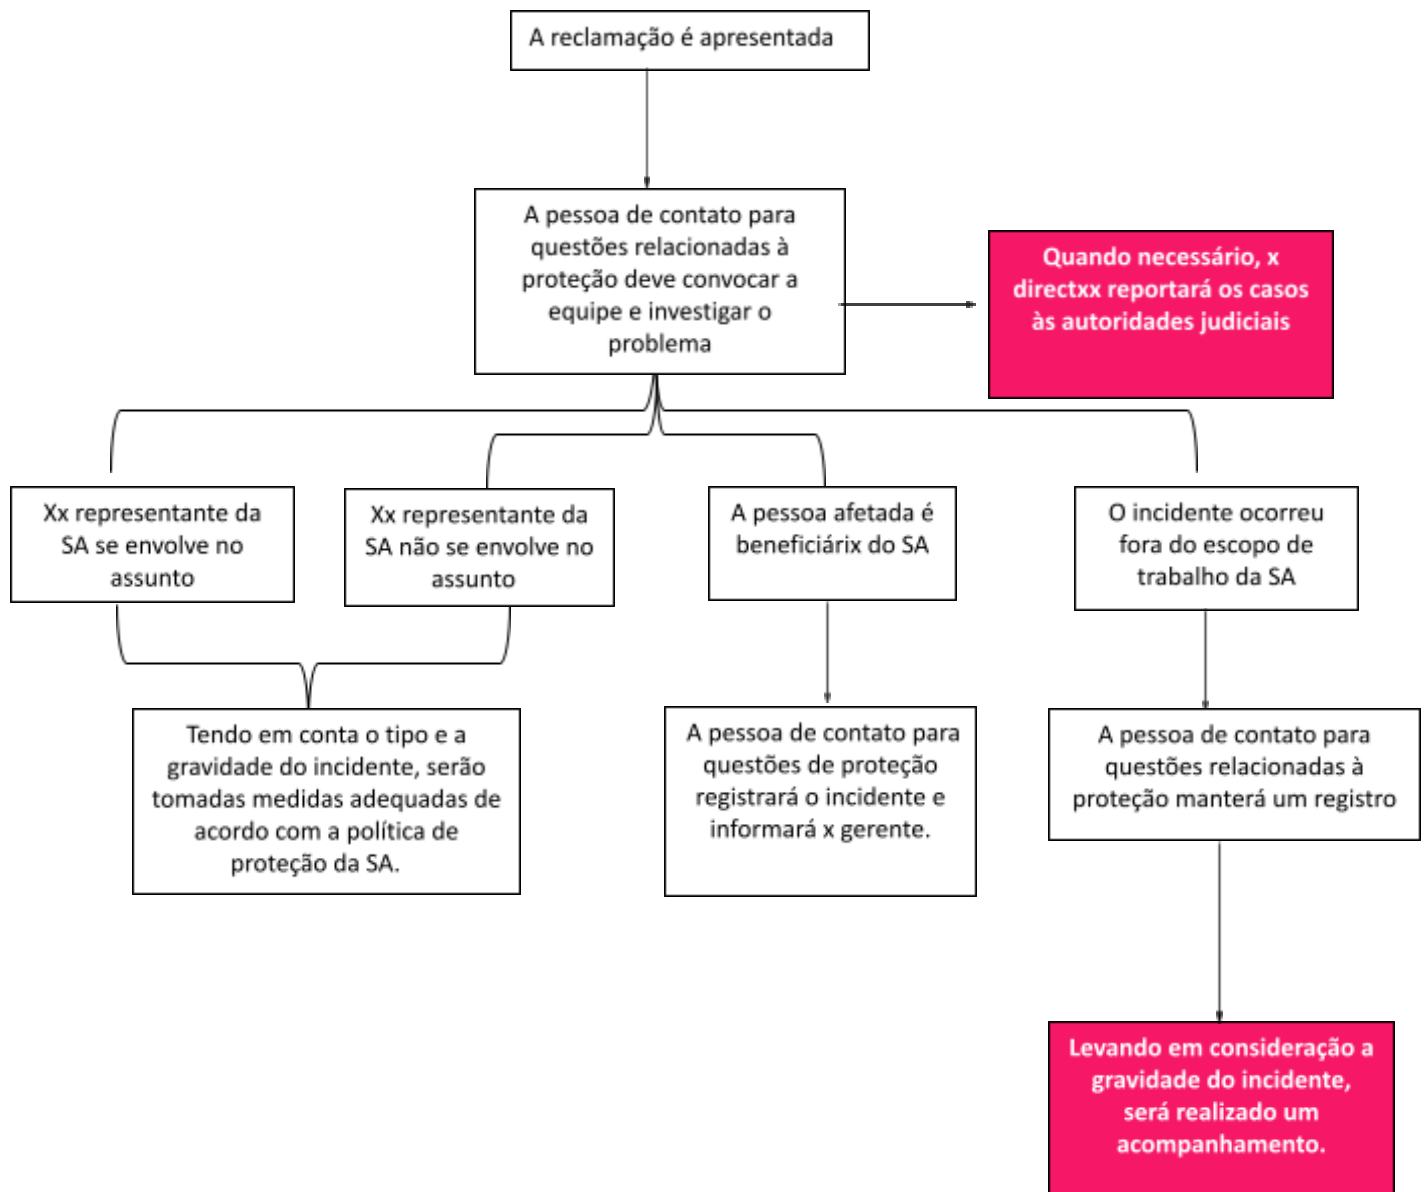 A reclamação é apresentada
A pessoa de contato para
questões relacionadas à
proteção deve convocar a
equipe e investigar o
problema
Quando necessário, x
directxx reportará os casos
às autoridades judiciais
Xx representante da
SA se envolve no
assunto
Xx representante da
SA não se envolve no
assunto
A pessoa afetada é
beneficiárix do SA
O incidente ocorreu
fora do escopo de
trabalho da SA
Tendo em conta o tipo e a
gravidade do incidente, serão
tomadas medidas adequadas de
acordo com a política de
proteção da SA.
A pessoa de contato para
questões de proteção
registrará o incidente e
informará x gerente.
A pessoa de contato para
questões relacionadas à
proteção manterá um registro
Levando em consideração a
gravidade do incidente,
será realizado um
acompanhamento.